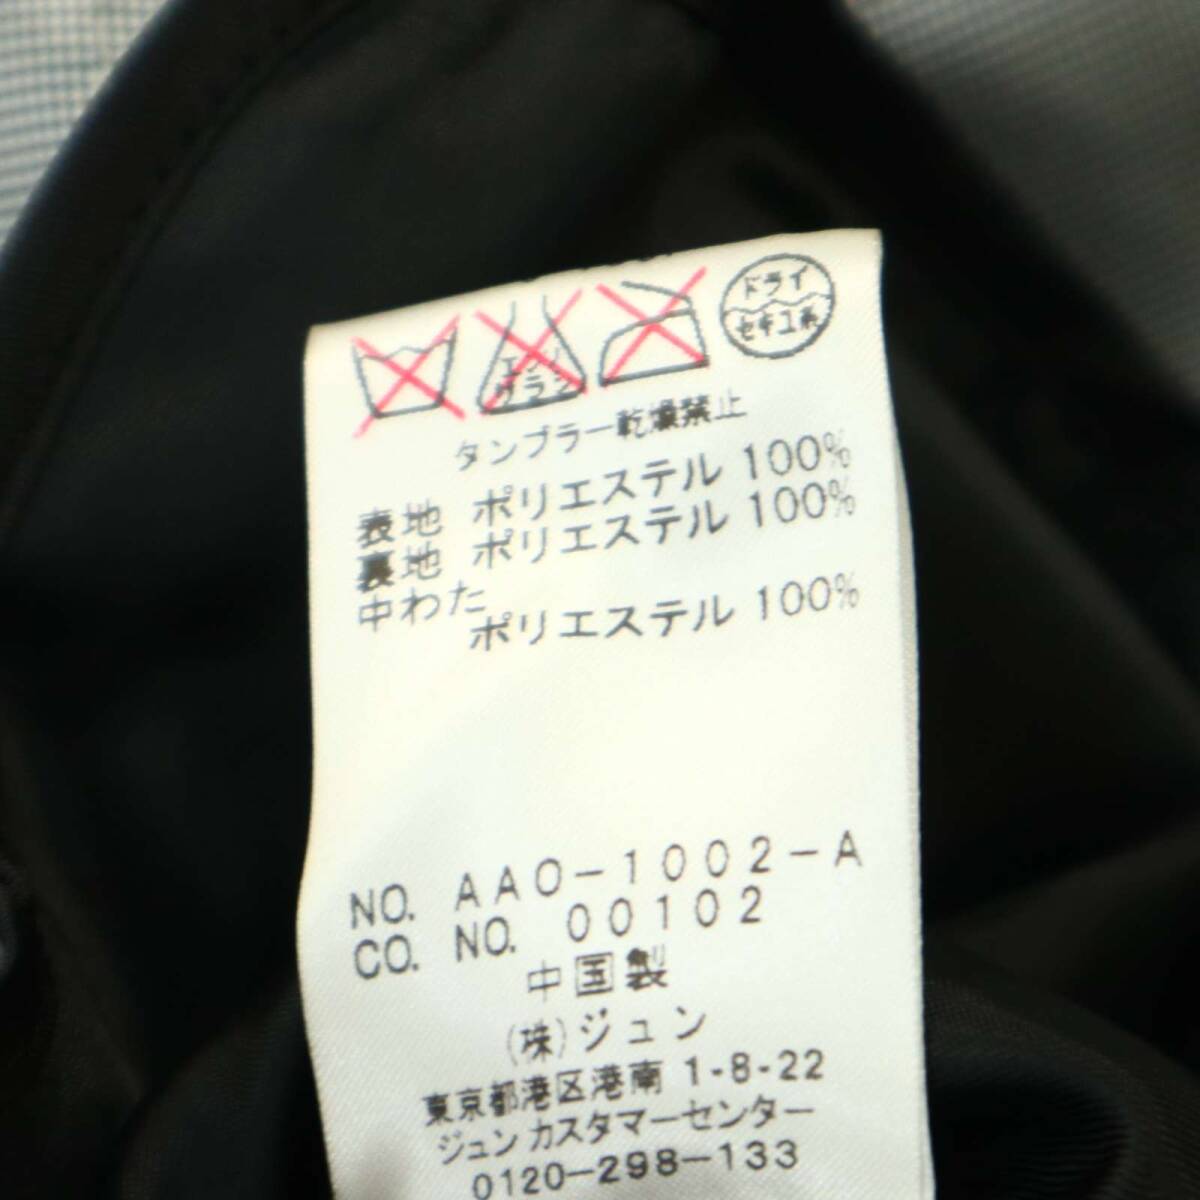 エンソ
サラシ
ドライ
セキユ系
タンブラー乾燥禁止
表地 ポリエステル 100%
裏地 ポリエステル 100%
中わた
ポリエステル 100%
NO. AAO-1002-A
CO. NO. 00102
中国製
(株)ジュン
東京都港区港南 1-8-22
ジュンカスタマーセンター
0120-298-133